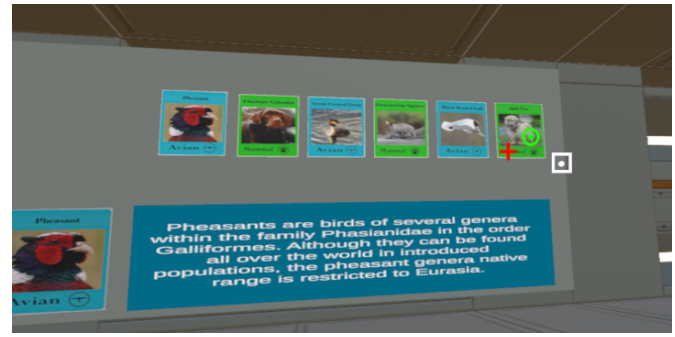 Pheasant
Avian
Mammal
Avian
Mammal
Avian
Pheasant
Avian
Pheasants are birds of several genera
within the family Phasianidae in the order
Galliformes. Although they can be found
all over the world in introduced
populations, the pheasant genera native
range is restricted to Eurasia.